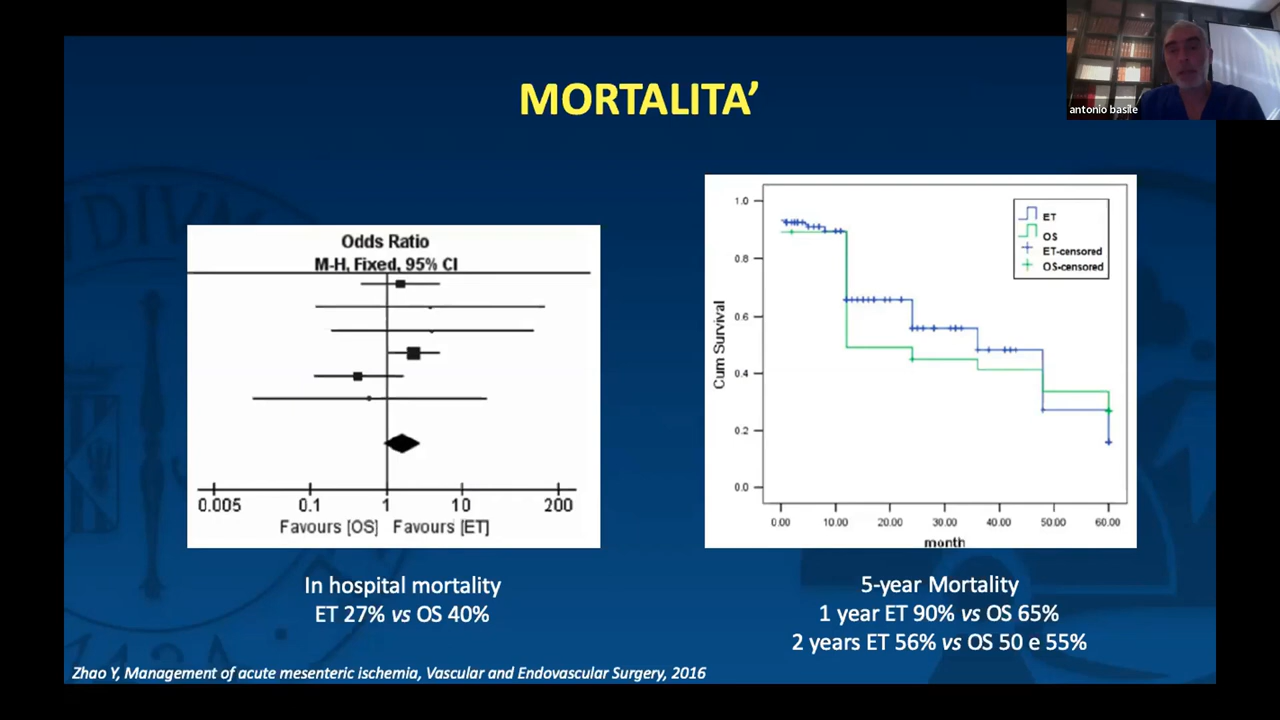 antonio basile
MORTALITA’
Odds Ratio
M-H, Fixed, 95% CI
0.005 0.1 1 10 200
Favours [OS] Favours [ET]
In hospital mortality
ET 27% vs OS 40%
ET
OS
ET-censored
OS-censored
Cum Survival
1.0
0.8
0.6
0.4
0.2
0.0
0.00 10.00 20.00 30.00 40.00 50.00 60.00
month
5-year Mortality
1 year ET 90% vs OS 65%
2 years ET 56% vs OS 50 e 55%
Zhao Y, Management of acute mesenteric ischemia, Vascular and Endovascular Surgery, 2016